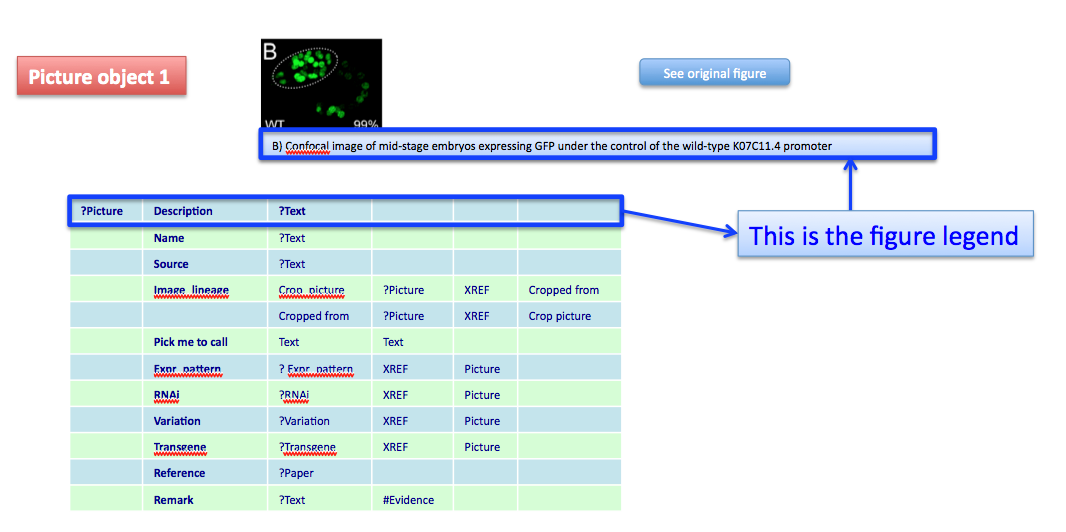 B
Picture object 1
See original figure
WT 99%
B) Confocal image of mid-stage embryos expressing GFP under the control of the wild-type K07C11.4 promoter
?Picture Description ?Text
This is the figure legend
Name ?Text
Source ?Text
Image_lineage Crop_picture ?Picture XREF Cropped from
Cropped from ?Picture XREF Crop picture
Pick me to call Text Text
Expr_pattern ? Expr_pattern XREF Picture
RNAi ?RNAi XREF Picture
Variation ?Variation XREF Picture
Transgene ?Transgene XREF Picture
Reference ?Paper
Remark ?Text #Evidence